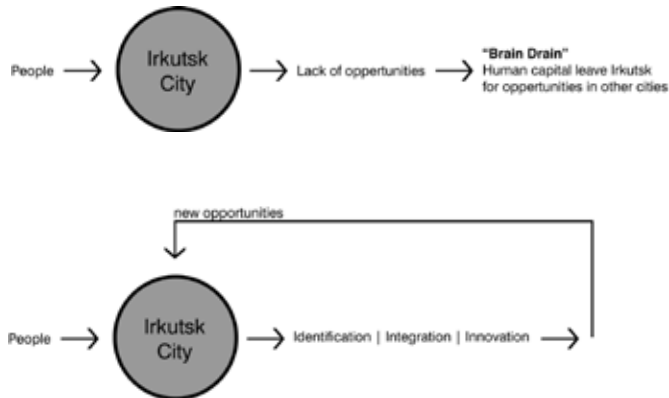 People
Irkutsk
City
Lack of oppertunities
"Brain Drain"
Human capital leave Irkutsk
for oppertunities in other cities
new opportunities
People
Irkutsk
City
Identification | Integration | Innovation